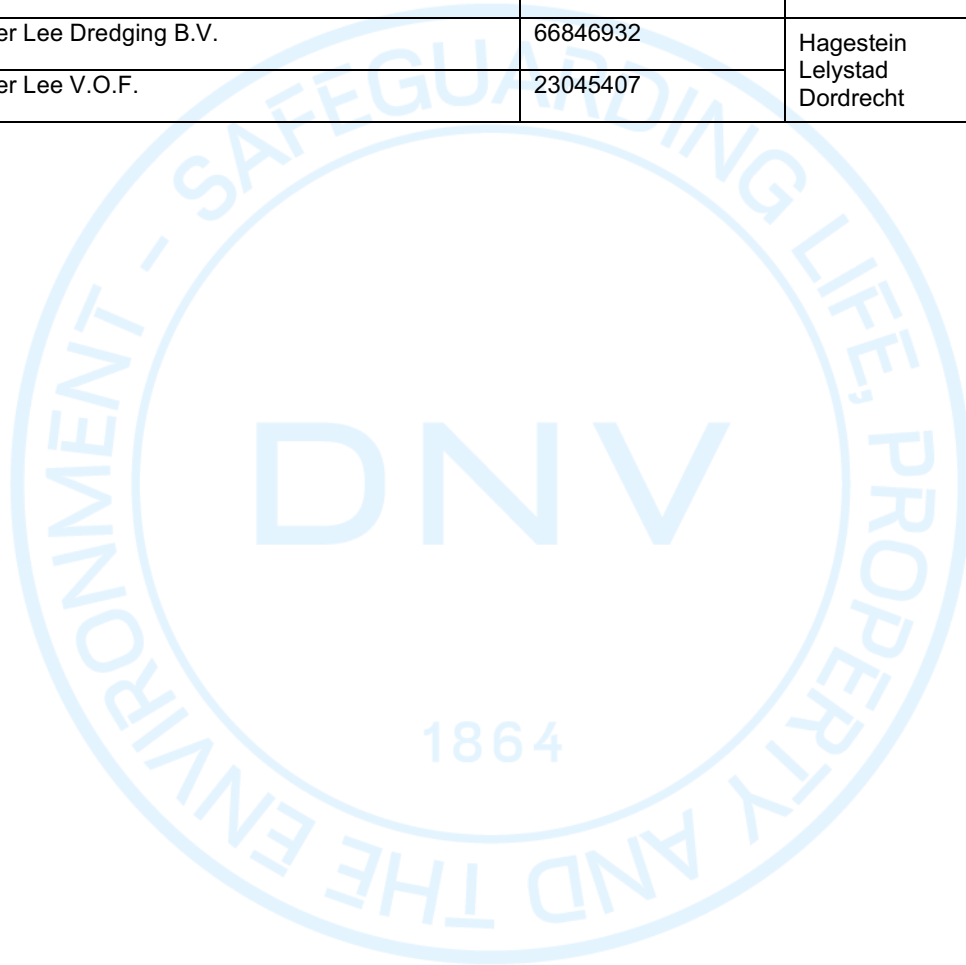 er Lee Dredging B.V. 66846932 Hagestein
Lelystad
er Lee V.O.F. 23045407 Dordrecht
SAFEGUARDING LIFE, PROPERTY AND THE ENVIRONMENT -
DNV
1864